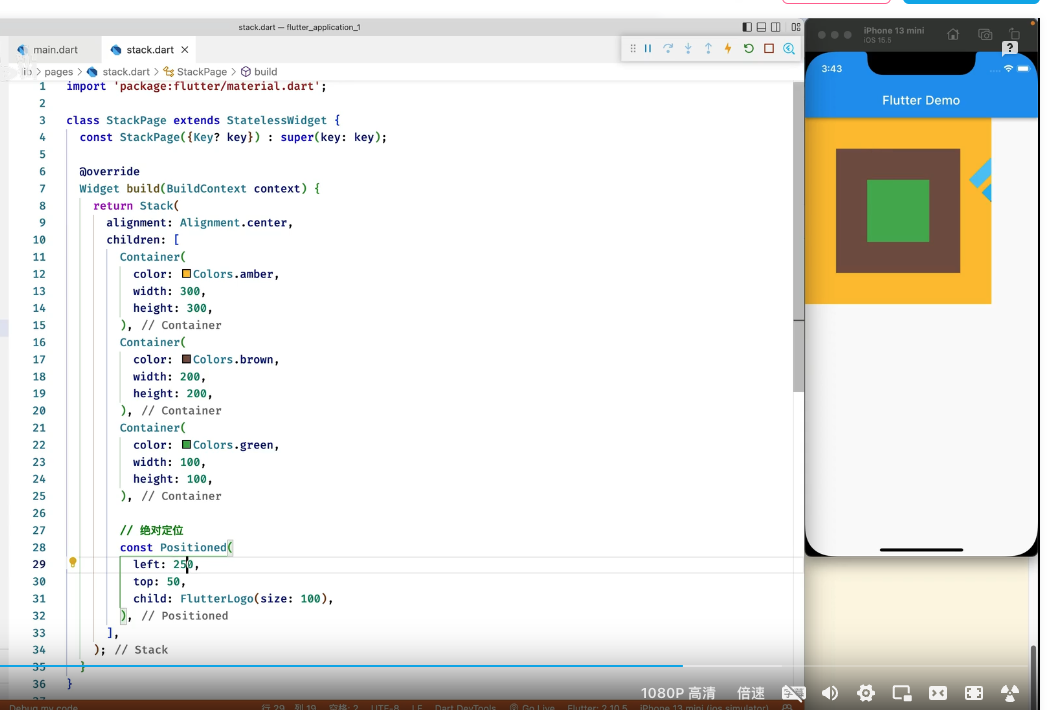 stack.dart — flutter_application_1
main.dart
stack.dart
lib > pages > stack.dart > StackPage > build
1 import 'package:flutter/material.dart';
2
3 class StackPage extends StatelessWidget {
4 const StackPage({Key? key}) : super(key: key);
5
6 @override
7 Widget build(BuildContext context) {
8 return Stack(
9 alignment: Alignment.center,
10 children: [
11 Container(
12 color: Colors.amber,
13 width: 300,
14 height: 300,
15 ), // Container
16 Container(
17 color: Colors.brown,
18 width: 200,
19 height: 200,
20 ), // Container
21 Container(
22 color: Colors.green,
23 width: 100,
24 height: 100,
25 ), // Container
26
27 // 绝对定位
28 const Positioned(
29 left: 250,
30 top: 50,
31 child: FlutterLogo(size: 100),
32 ), // Positioned
33 ],
34 ); // Stack
35 }
36 }
37
iPhone 13 mini
iOS 15.5
?
3:43
Flutter Demo
1080P 高清
倍速
字幕
Debug my code
行 29, 列 19
空格: 2
UTF-8
LF
Dart DevTools
Go Live
Flutter: 2.10.5
iPhone 13 mini (ios simulator)